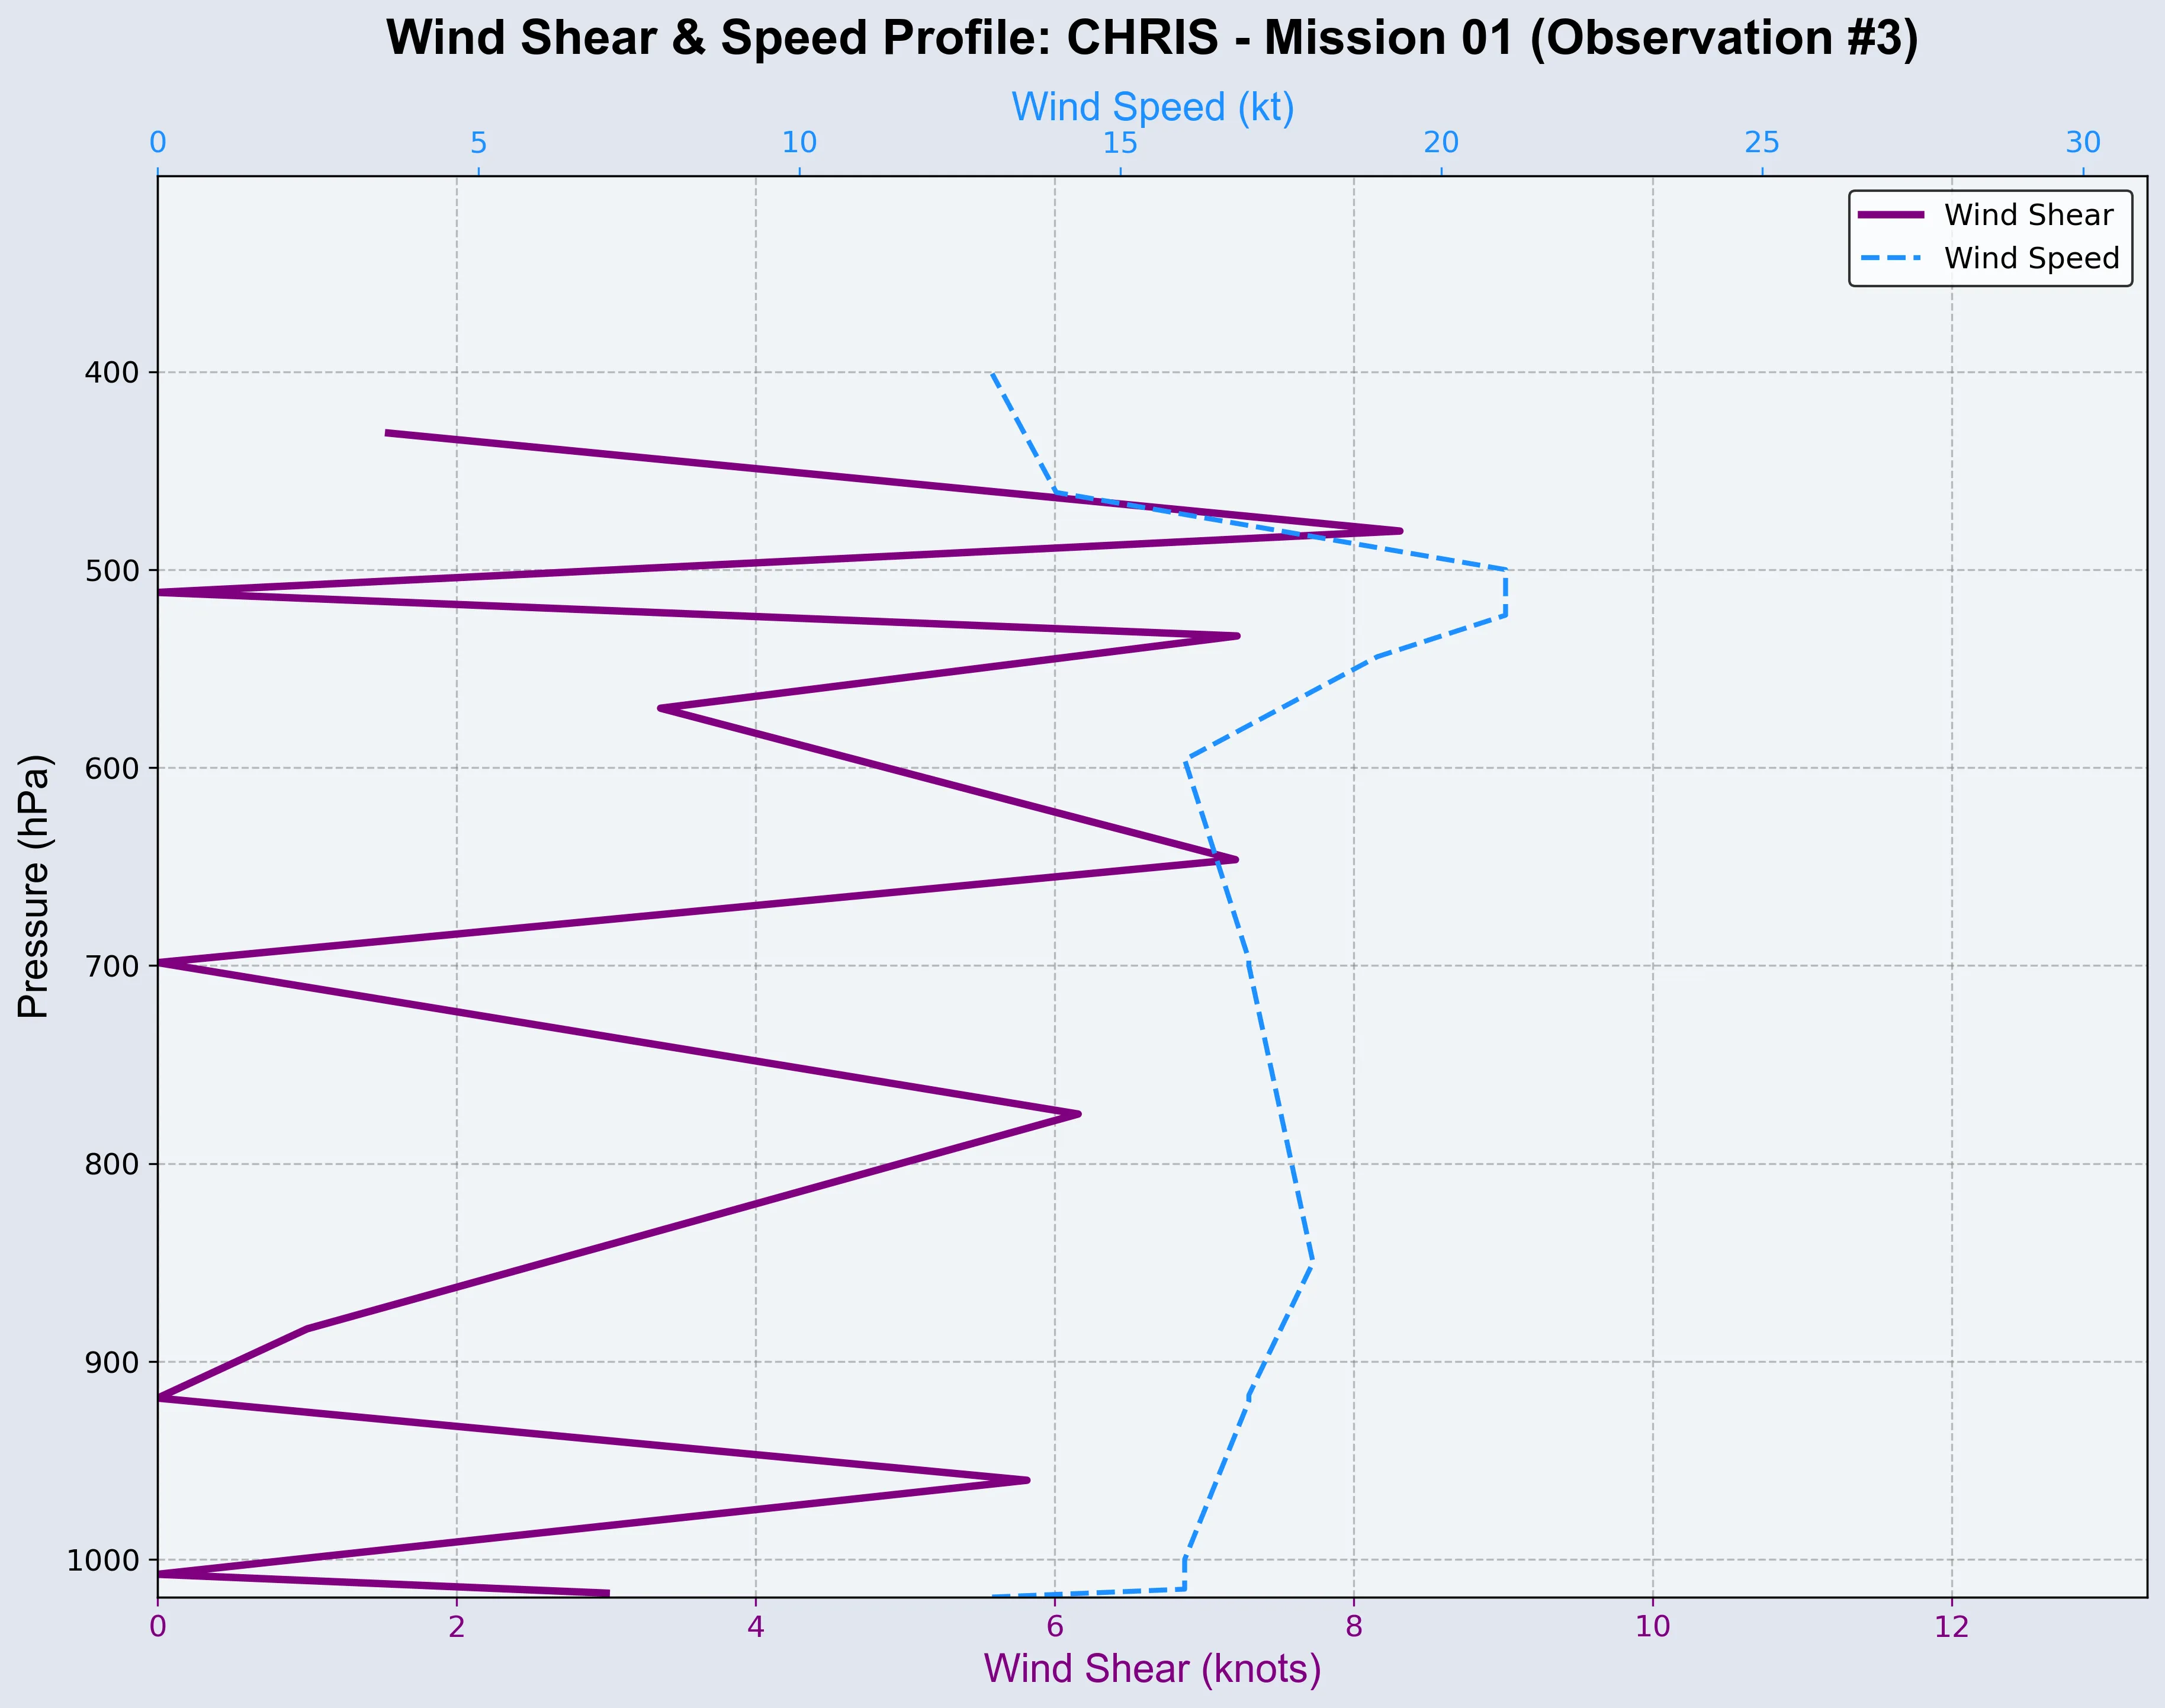 Wind Shear & Speed Profile: CHRIS - Mission 01 (Observation #3)
Wind Speed (kt)
0 5 10 15 20 25 30
Wind Shear
Wind Speed
400
500
600
700
800
900
1000
Pressure (hPa)
0 2 4 6 8 10 12
Wind Shear (knots)